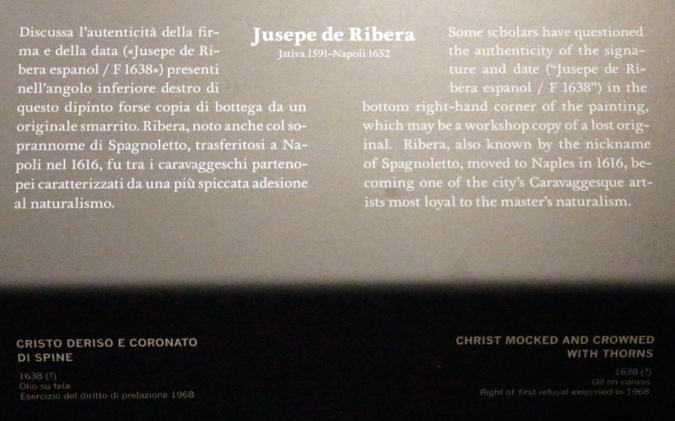 Jusepe de Ribera
Jativa 1591–Napoli 1652
Discussa l'autenticità della fir-
ma e della data («Jusepe de Ri-
bera espanol / F 1638») presenti
nell'angolo inferiore destro di
questo dipinto forse copia di bottega da un
originale smarrito. Ribera, noto anche col so-
prannome di Spagnoletto, trasferitosi a Na-
poli nel 1616, fu tra i caravaggeschi parteno-
pei caratterizzati da una più spiccata adesione
al naturalismo.
Some scholars have questioned
the authenticity of the signa-
ture and date ("Jusepe de Ri-
bera espanol / F 1638") in the
bottom right-hand corner of the painting,
which may be a workshop copy of a lost orig-
inal. Ribera, also known by the nickname
of Spagnoletto, moved to Naples in 1616, be-
coming one of the city's Caravaggesque art-
ists most loyal to the master's naturalism.
CRISTO DERISO E CORONATO
DI SPINE
1638 (?)
Olio su tela
Esercizio del diritto di prelazione 1968
CHRIST MOCKED AND CROWNED
WITH THORNS
1638 (?)
Oil on canvas
Right of first refusal exercised in 1968